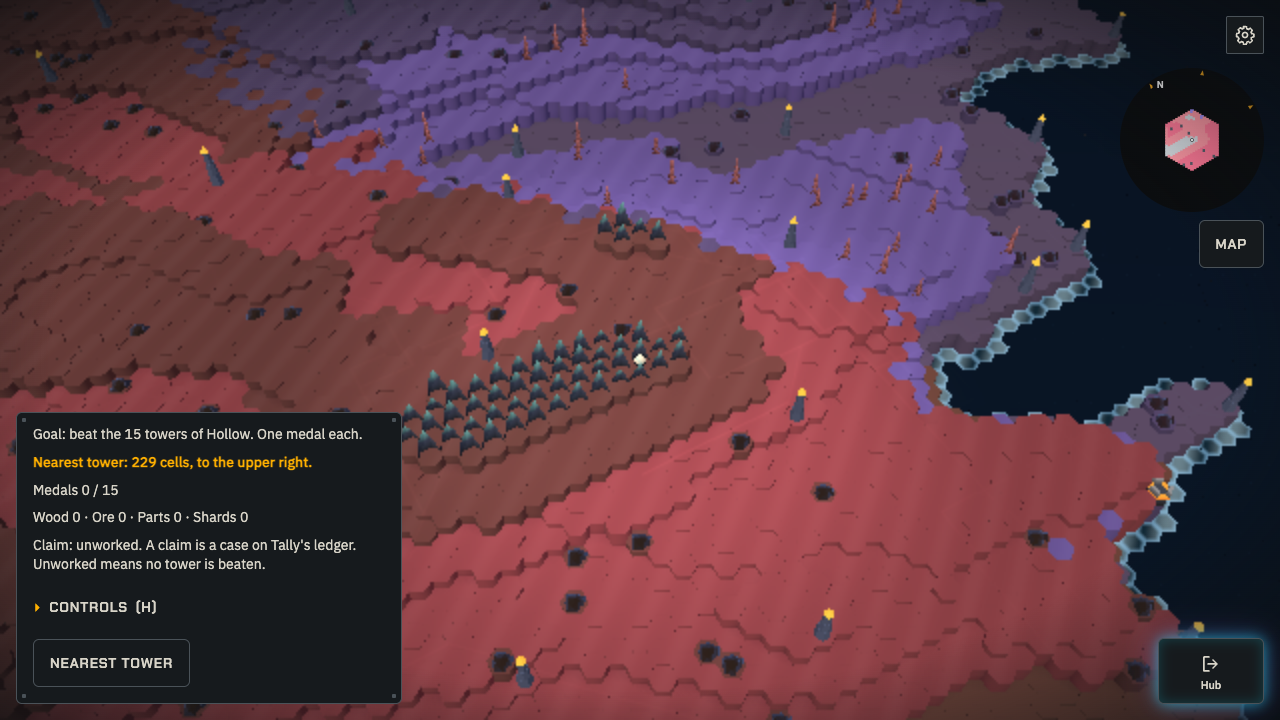 N
MAP
Goal: beat the 15 towers of Hollow. One medal each.
Nearest tower: 229 cells, to the upper right.
Medals 0 / 15
Wood 0 · Ore 0 · Parts 0 · Shards 0
Claim: unworked. A claim is a case on Tally's ledger.
Unworked means no tower is beaten.
CONTROLS (H)
NEAREST TOWER
Hub